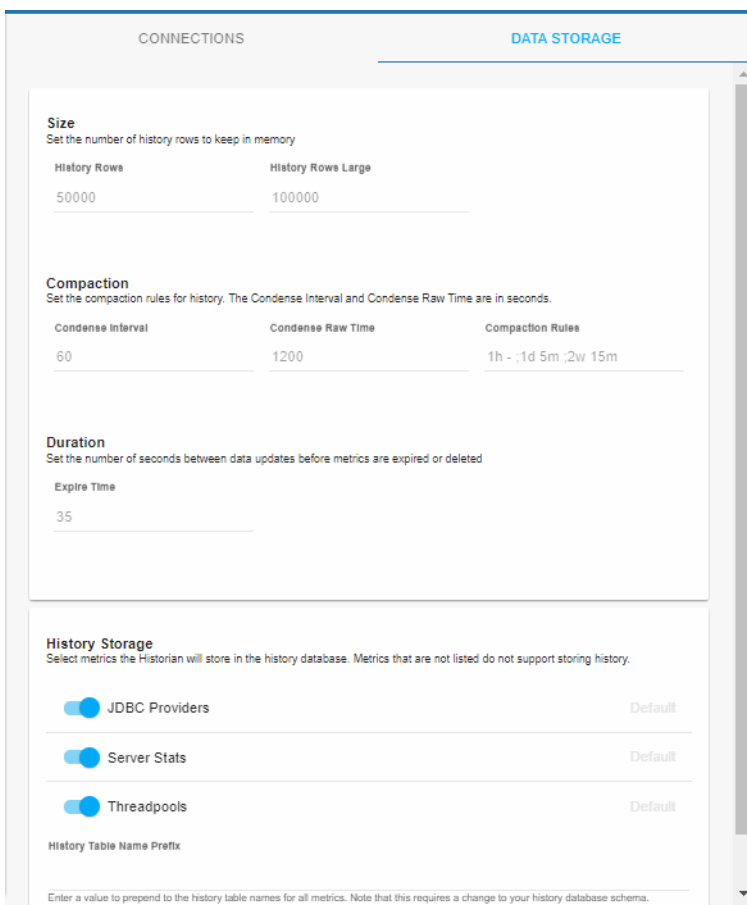 CONNECTIONS DATA STORAGE
Size
Set the number of history rows to keep in memory
History Rows History Rows Large
50000 100000
Compaction
Set the compaction rules for history. The Condense Interval and Condense Raw Time are in seconds.
Condense Interval Condense Raw Time Compaction Rules
60 1200 1h - ;1d 5m ;2w 15m
Duration
Set the number of seconds between data updates before metrics are expired or deleted
Expire Time
35
History Storage
Select metrics the Historian will store in the history database. Metrics that are not listed do not support storing history.
JDBC Providers Default
Server Stats Default
Threadpools Default
History Table Name Prefix
Enter a value to prepend to the history table names for all metrics. Note that this requires a change to your history database schema.